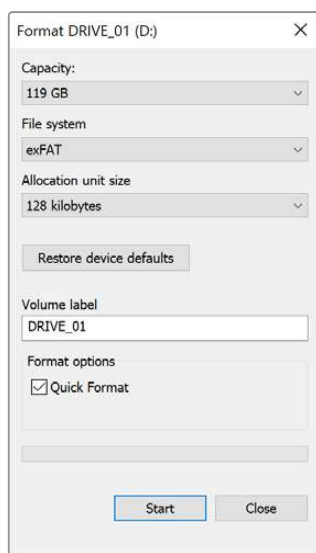 Format DRIVE_01 (D:)
Capacity:
119 GB
File system
exFAT
Allocation unit size
128 kilobytes
Restore device defaults
Volume label
DRIVE_01
Format options
Quick Format
Start
Close